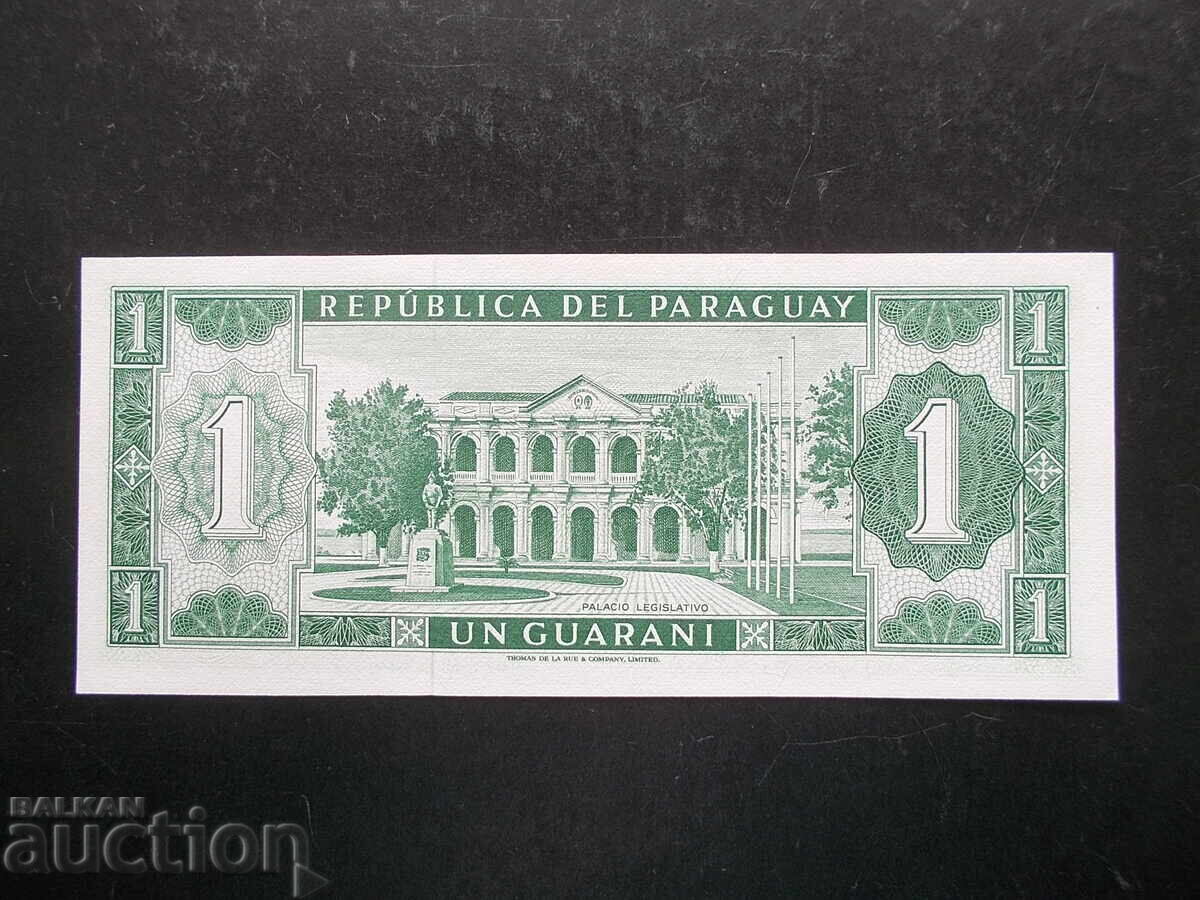 1 REPÚBLICA DEL PARAGUAY 1
1 1
PALACIO LEGISLATIVO
1 UN GUARANI 1
THOMAS DE LA RUE & COMPANY, LIMITED.
BALKAN
auction